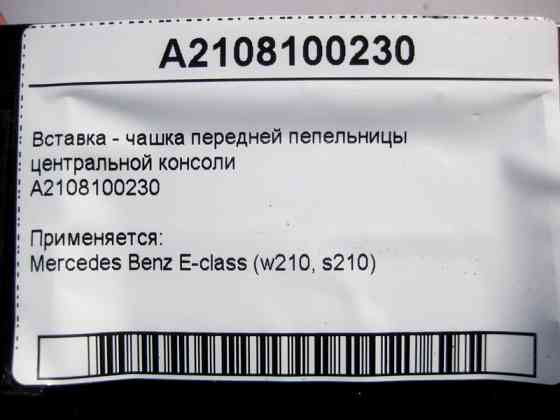 A2108100230
Вставка - чашка передней пепельницы
центральной консоли
A2108100230
Применяется:
Mercedes Benz E-class (w210, s210)